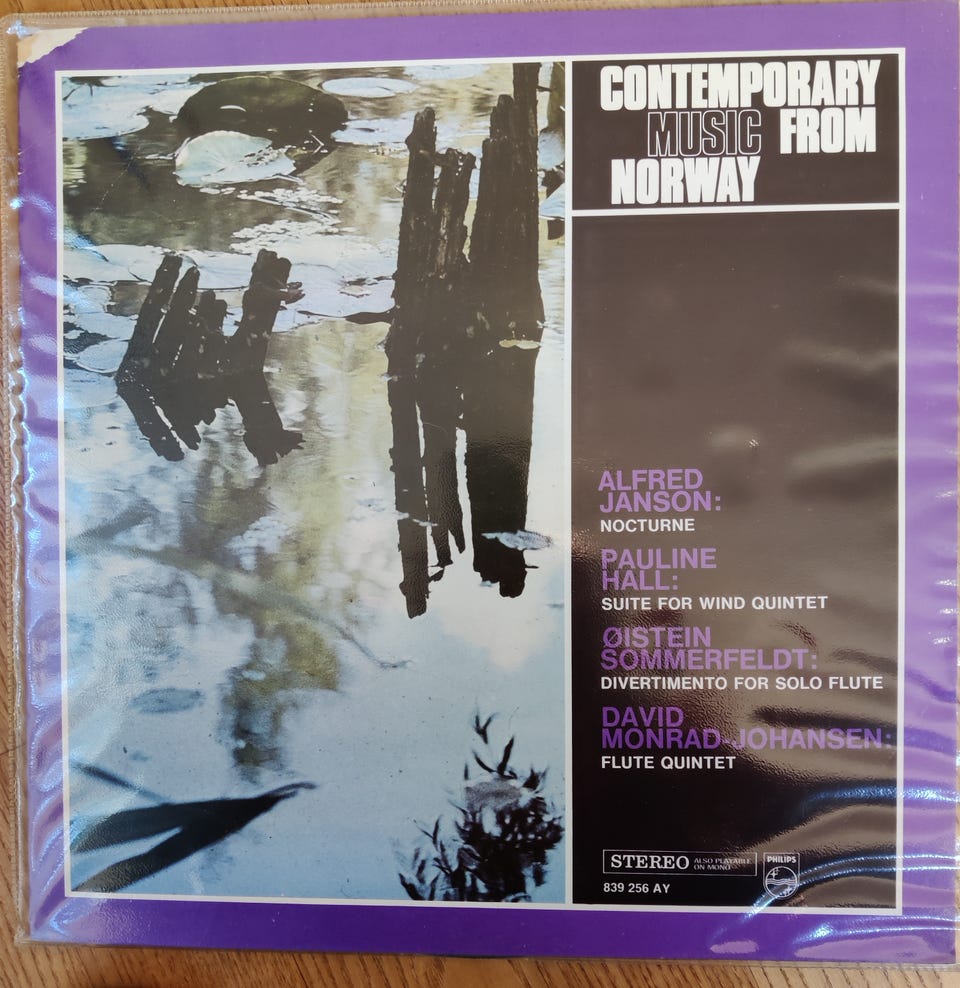 CONTEMPORARY
MUSIC FROM
NORWAY
ALFRED
JANSON:
NOCTURNE
PAULINE
HALL:
SUITE FOR WIND QUINTET
ØISTEIN
SOMMERFELDT:
DIVERTIMENTO FOR SOLO FLUTE
DAVID
MONRAD-JOHANSEN:
FLUTE QUINTET
STEREO ALSO PLAYABLE
ON MONO
PHILIPS
839 256 AY